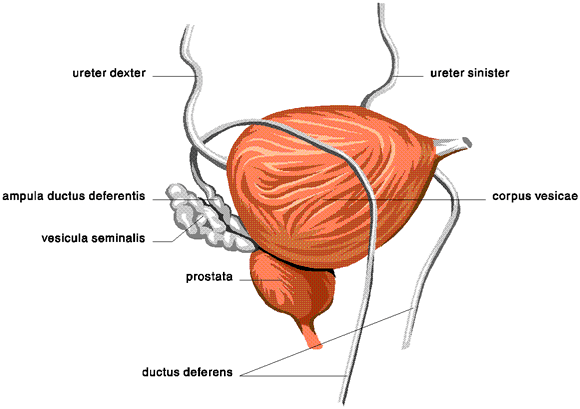 ureter dexter
ureter sinister
ampula ductus deferentis
corpus vesicae
vesicula seminalis
prostata
ductus deferens